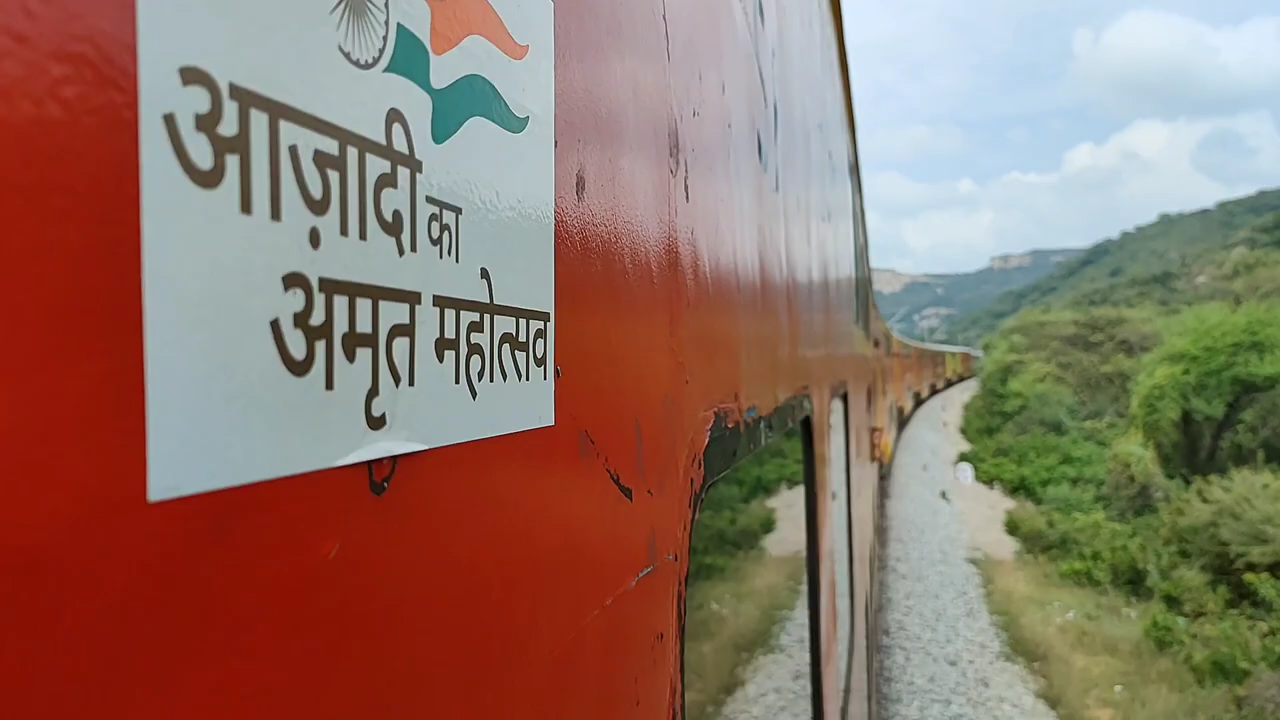 आज़ादी का
अमृत महोत्सव